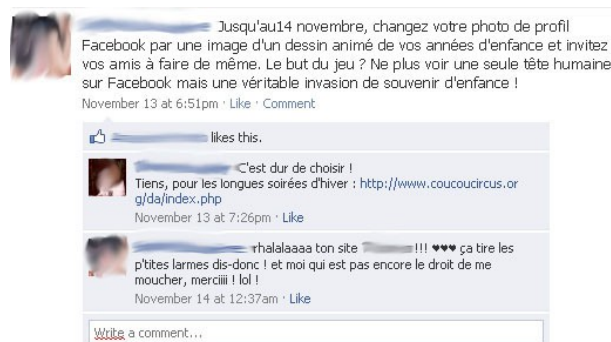 Jusqu'au14 novembre, changez votre photo de profil
Facebook par une image d'un dessin animé de vos années d'enfance et invitez
vos amis à faire de même. Le but du jeu ? Ne plus voir une seule tête humaine
sur Facebook mais une véritable invasion de souvenir d'enfance !
November 13 at 6:51pm · Like · Comment
likes this.
C'est dur de choisir !
Tiens, pour les longues soirées d'hiver : http://www.coucoucircus.or
g/da/index.php
November 13 at 7:26pm · Like
rhalalaaaa ton site !!! ♥♥♥ ça tire les
p'tites larmes dis-donc ! et moi qui est pas encore le droit de me
moucher, merciiii ! lol !
November 14 at 12:37am · Like
Write a comment...